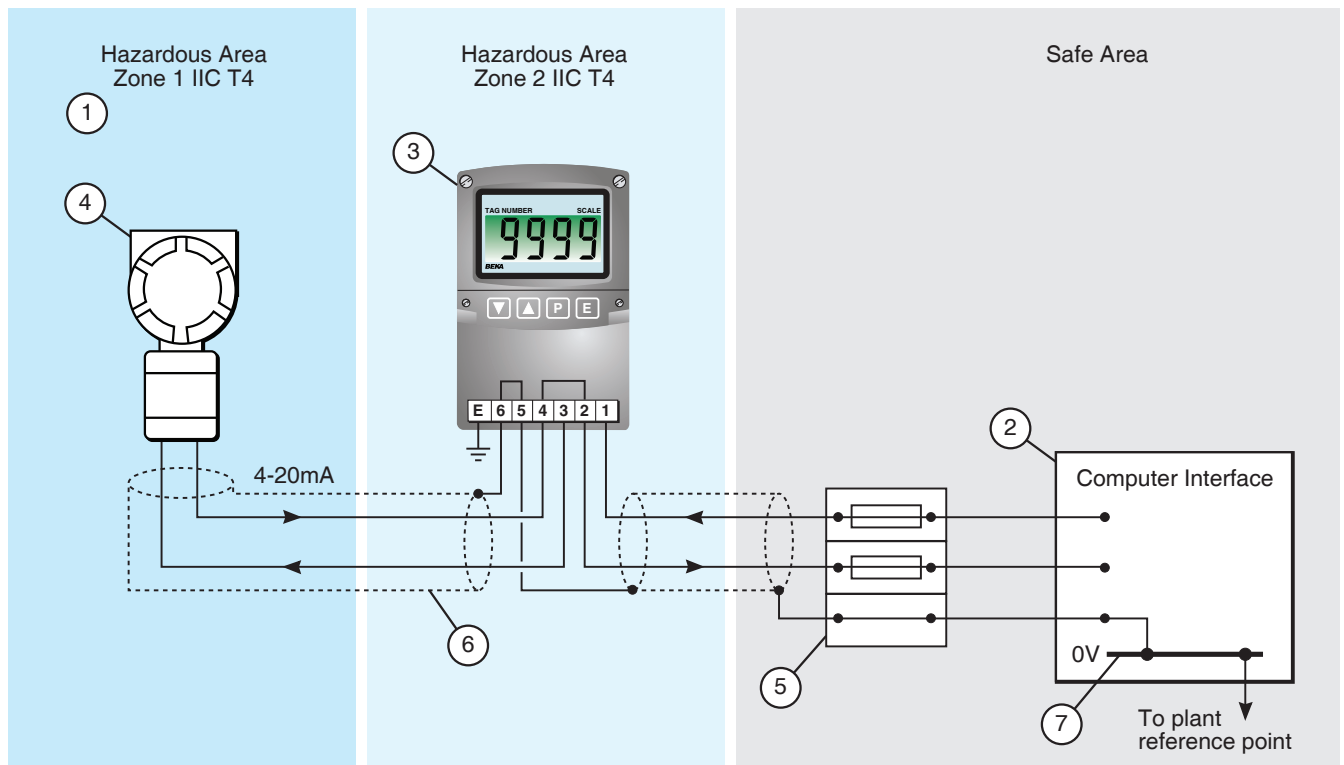 Hazardous Area
Zone 1 IIC T4
Hazardous Area
Zone 2 IIC T4
Safe Area
1
3
4
TAG NUMBER SCALE
9999
BEKA
P E
E 6 5 4 3 2 1
2
4-20mA
Computer Interface
6
5
0V
7
To plant
reference point